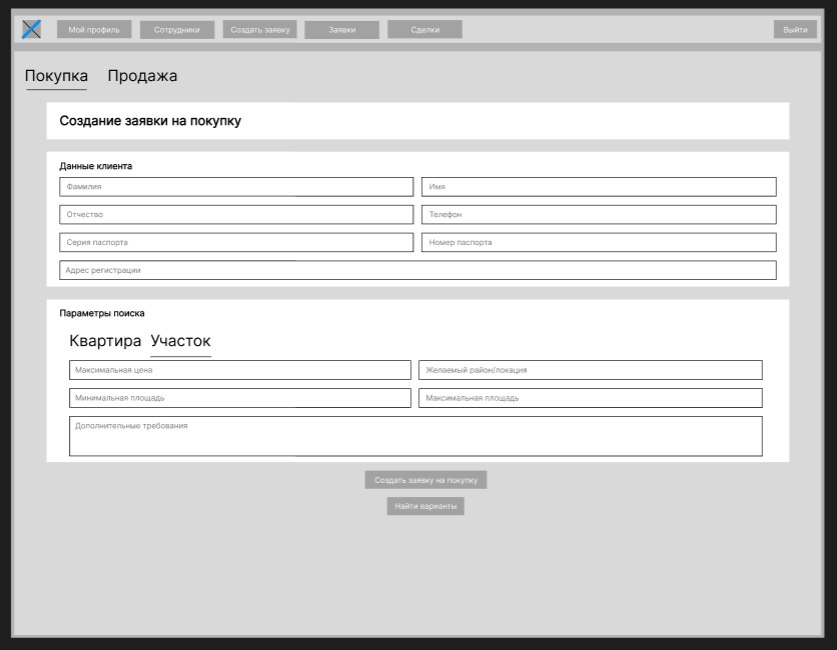 Мой профиль Сотрудники Создать заявку Заявки Сделки Выйти
Покупка Продажа
Создание заявки на покупку
Данные клиента
Фамилия Имя
Отчество Телефон
Серия паспорта Номер паспорта
Адрес регистрации
Параметры поиска
Квартира Участок
Максимальная цена Желаемый район/локация
Минимальная площадь Максимальная площадь
Дополнительные требования
Создать заявку на покупку
Найти варианты